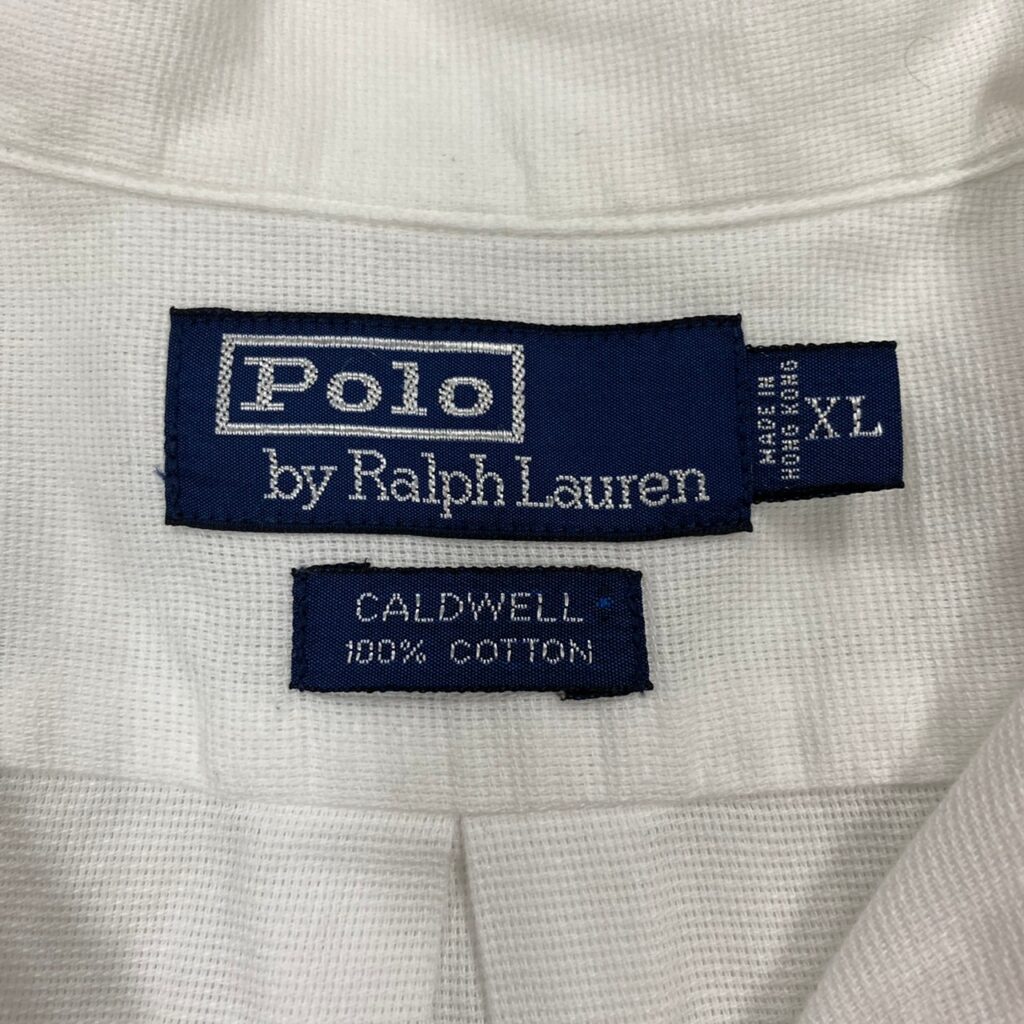 Polo
by Ralph Lauren
MADE IN
HONG KONG
XL
CALDWELL
100% COTTON